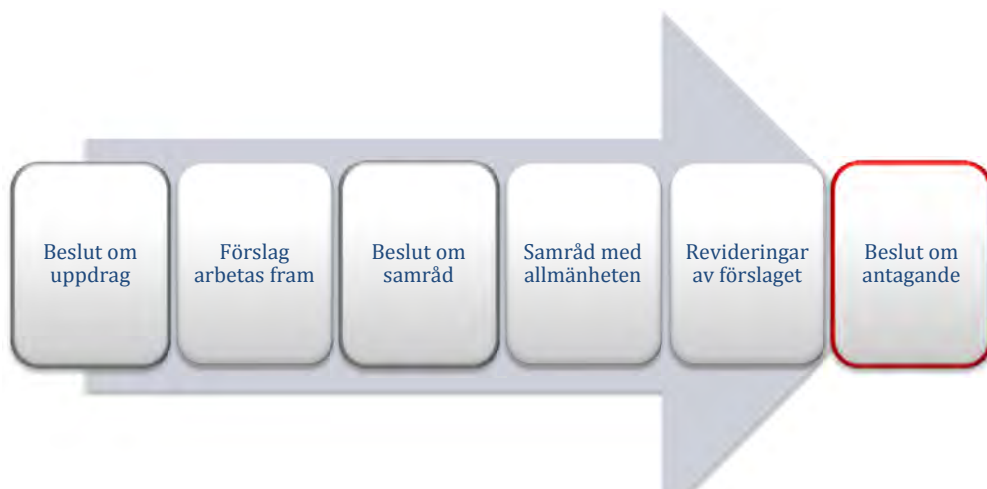 Beslut om
uppdrag
Förslag
arbetas fram
Beslut om
samråd
Samråd med
allmänheten
Revideringar
av förslaget
Beslut om
antagande